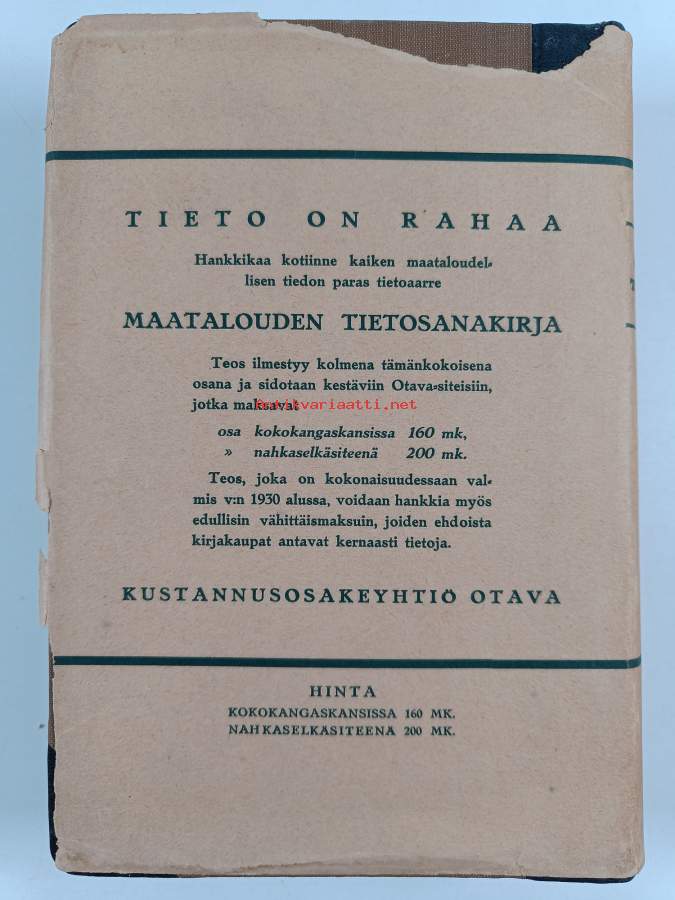 TIETO ON RAHAA
Hankkikaa kotiinne kaiken maataloudel-
lisen tiedon paras tietoaarre
MAATALOUDEN TIETOSANAKIRJA
Teos ilmestyy kolmena tämänkokoisena
osana ja sidotaan kestäviin Otava-siteisiin,
jotka maksavat
antikvariaatti.net
osa kokokangaskansissa 160 mk,
» nahkaselkäsiteenä 200 mk.
Teos, joka on kokonaisuudessaan val-
mis v:n 1930 alussa, voidaan hankkia myös
edullisin vähittäismaksuin, joiden ehdoista
kirjakaupat antavat kernaasti tietoja.
KUSTANNUSOSAKEYHTIÖ OTAVA
HINTA
KOKOKANGASKANSISSA 160 MK.
NAHKASELKASITEENA 200 MK.